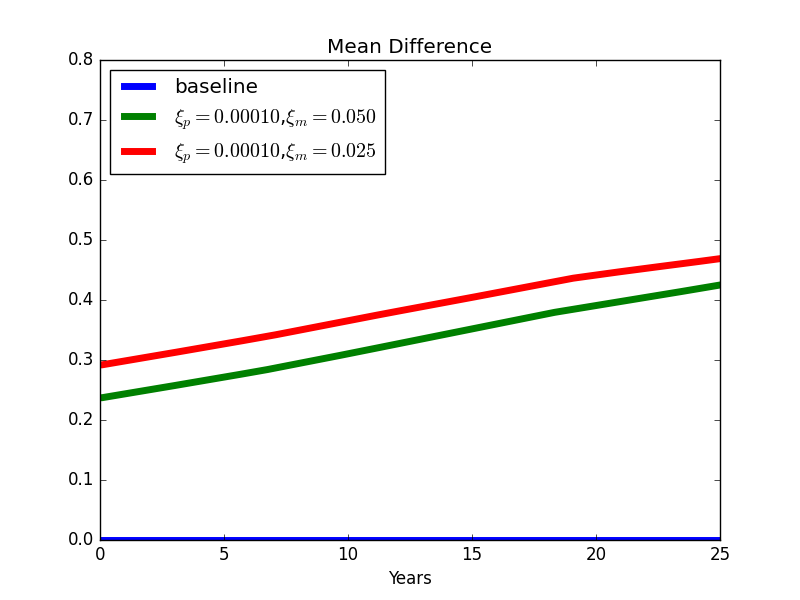 Mean Difference
0.8
0.7
0.6
0.5
0.4
0.3
0.2
0.1
0.0
baseline
ξp = 0.00010,ξm = 0.050
ξp = 0.00010,ξm = 0.025
0 5 10 15 20 25
Years